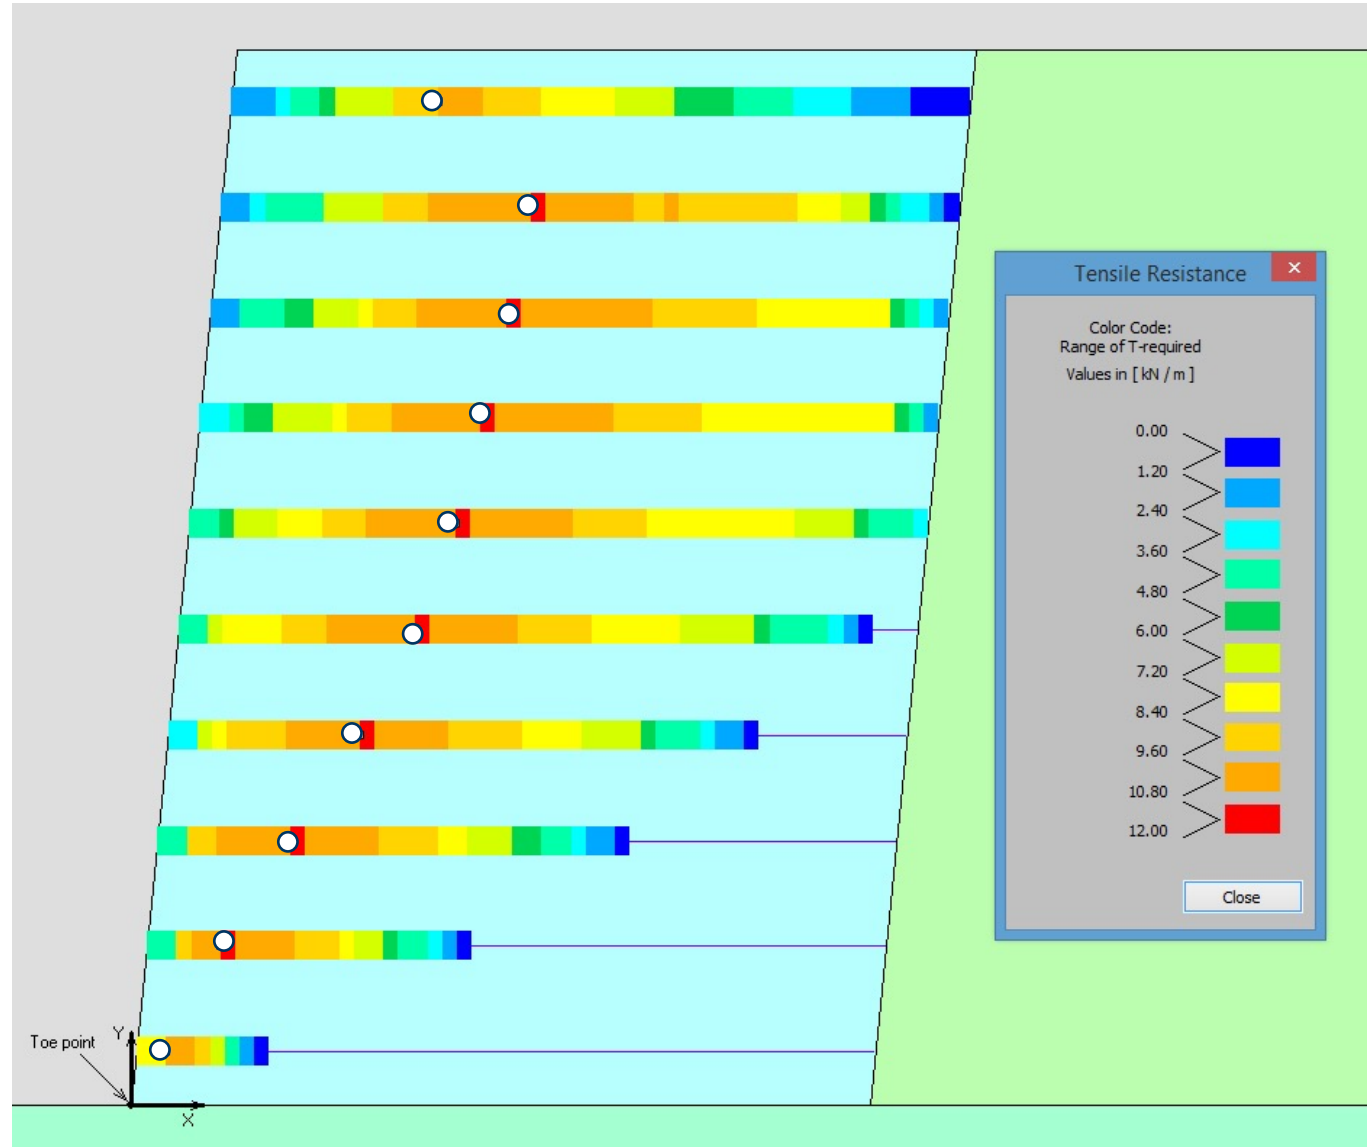 Tensile Resistance
×
Color Code:
Range of T-required
Values in [ kN / m ]
0.00
1.20
2.40
3.60
4.80
6.00
7.20
8.40
9.60
10.80
12.00
Close
Toe point
Y
X